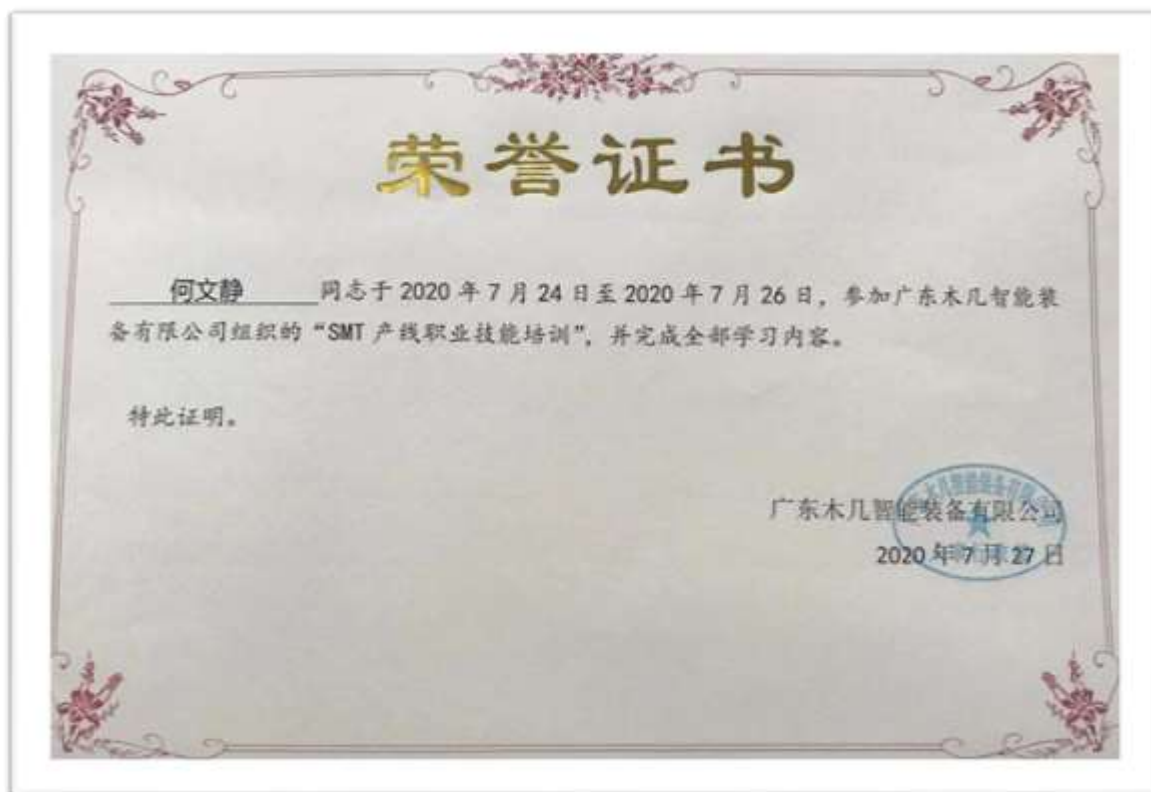 荣誉证书
何文静 同志于 2020 年 7 月 24 日至 2020 年 7 月 26 日，参加广东木几智能装
备有限公司组织的“SMT 产线职业技能培训”，并完成全部学习内容。
特此证明。
广东木几智能装备有限公司
2020 年 7 月 27 日